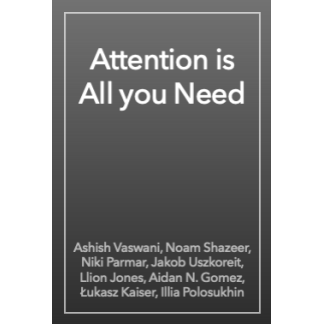 Attention is
All you Need
Ashish Vaswani, Noam Shazeer,
Niki Parmar, Jakob Uszkoreit,
Llion Jones, Aidan N. Gomez,
Łukasz Kaiser, Illia Polosukhin